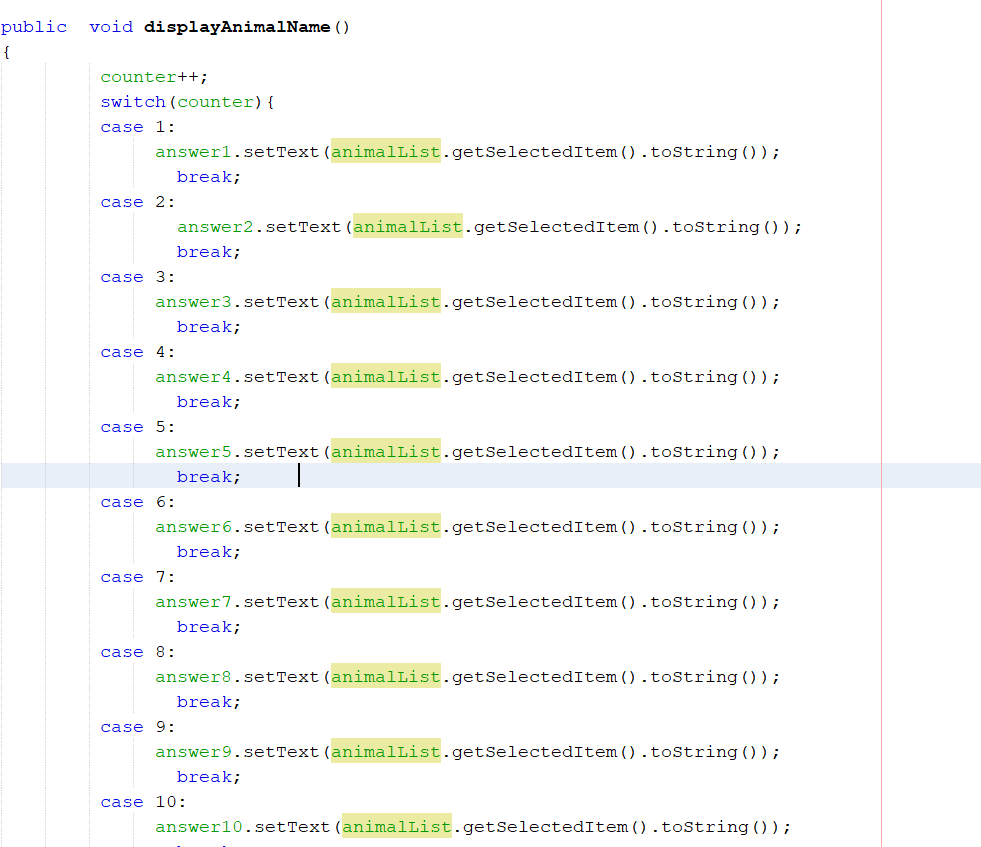 public  void displayAnimalName()
{
counter++;
switch(counter){
case 1:
answer1.setText(animalList.getSelectedItem().toString());
break;
case 2:
answer2.setText(animalList.getSelectedItem().toString());
break;
case 3:
answer3.setText(animalList.getSelectedItem().toString());
break;
case 4:
answer4.setText(animalList.getSelectedItem().toString());
break;
case 5:
answer5.setText(animalList.getSelectedItem().toString());
break;
case 6:
answer6.setText(animalList.getSelectedItem().toString());
break;
case 7:
answer7.setText(animalList.getSelectedItem().toString());
break;
case 8:
answer8.setText(animalList.getSelectedItem().toString());
break;
case 9:
answer9.setText(animalList.getSelectedItem().toString());
break;
case 10:
answer10.setText(animalList.getSelectedItem().toString());